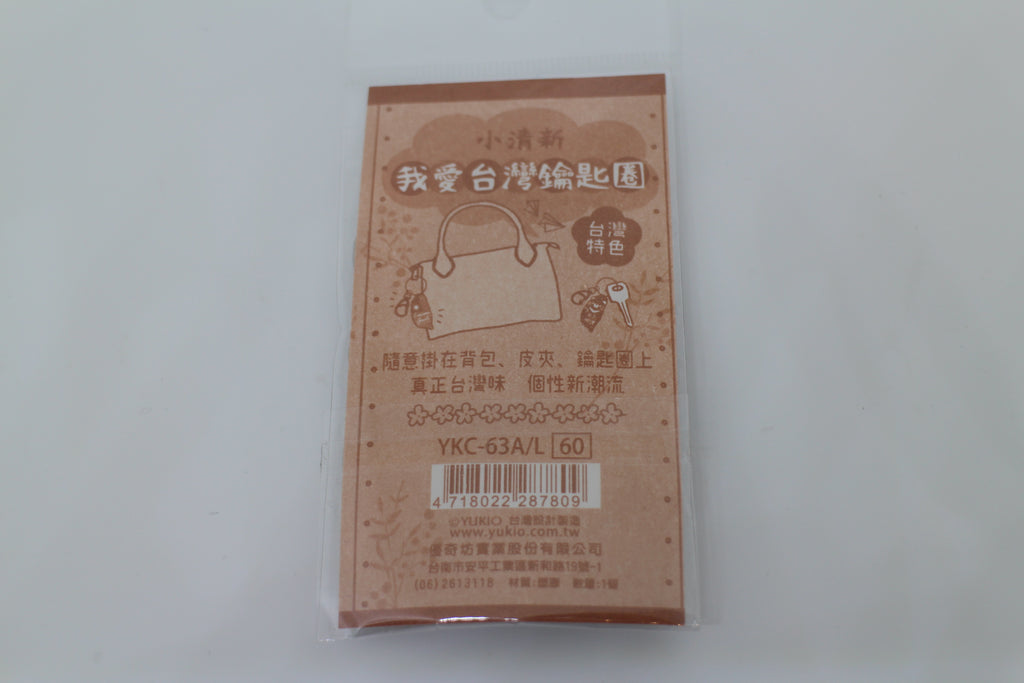 小清新
我愛台灣鑰匙圈
台灣
特色
隨意掛在背包、皮夾、鑰匙圈上
真正台灣味 個性新潮流
YKC-63A/L 60
4 718022 287809
©YUKIO 台灣設計製造
www.yukio.com.tw
優奇坊實業股份有限公司
台南市安平工業區新和路19號-1
(06)2613118 材質: 數量:1個